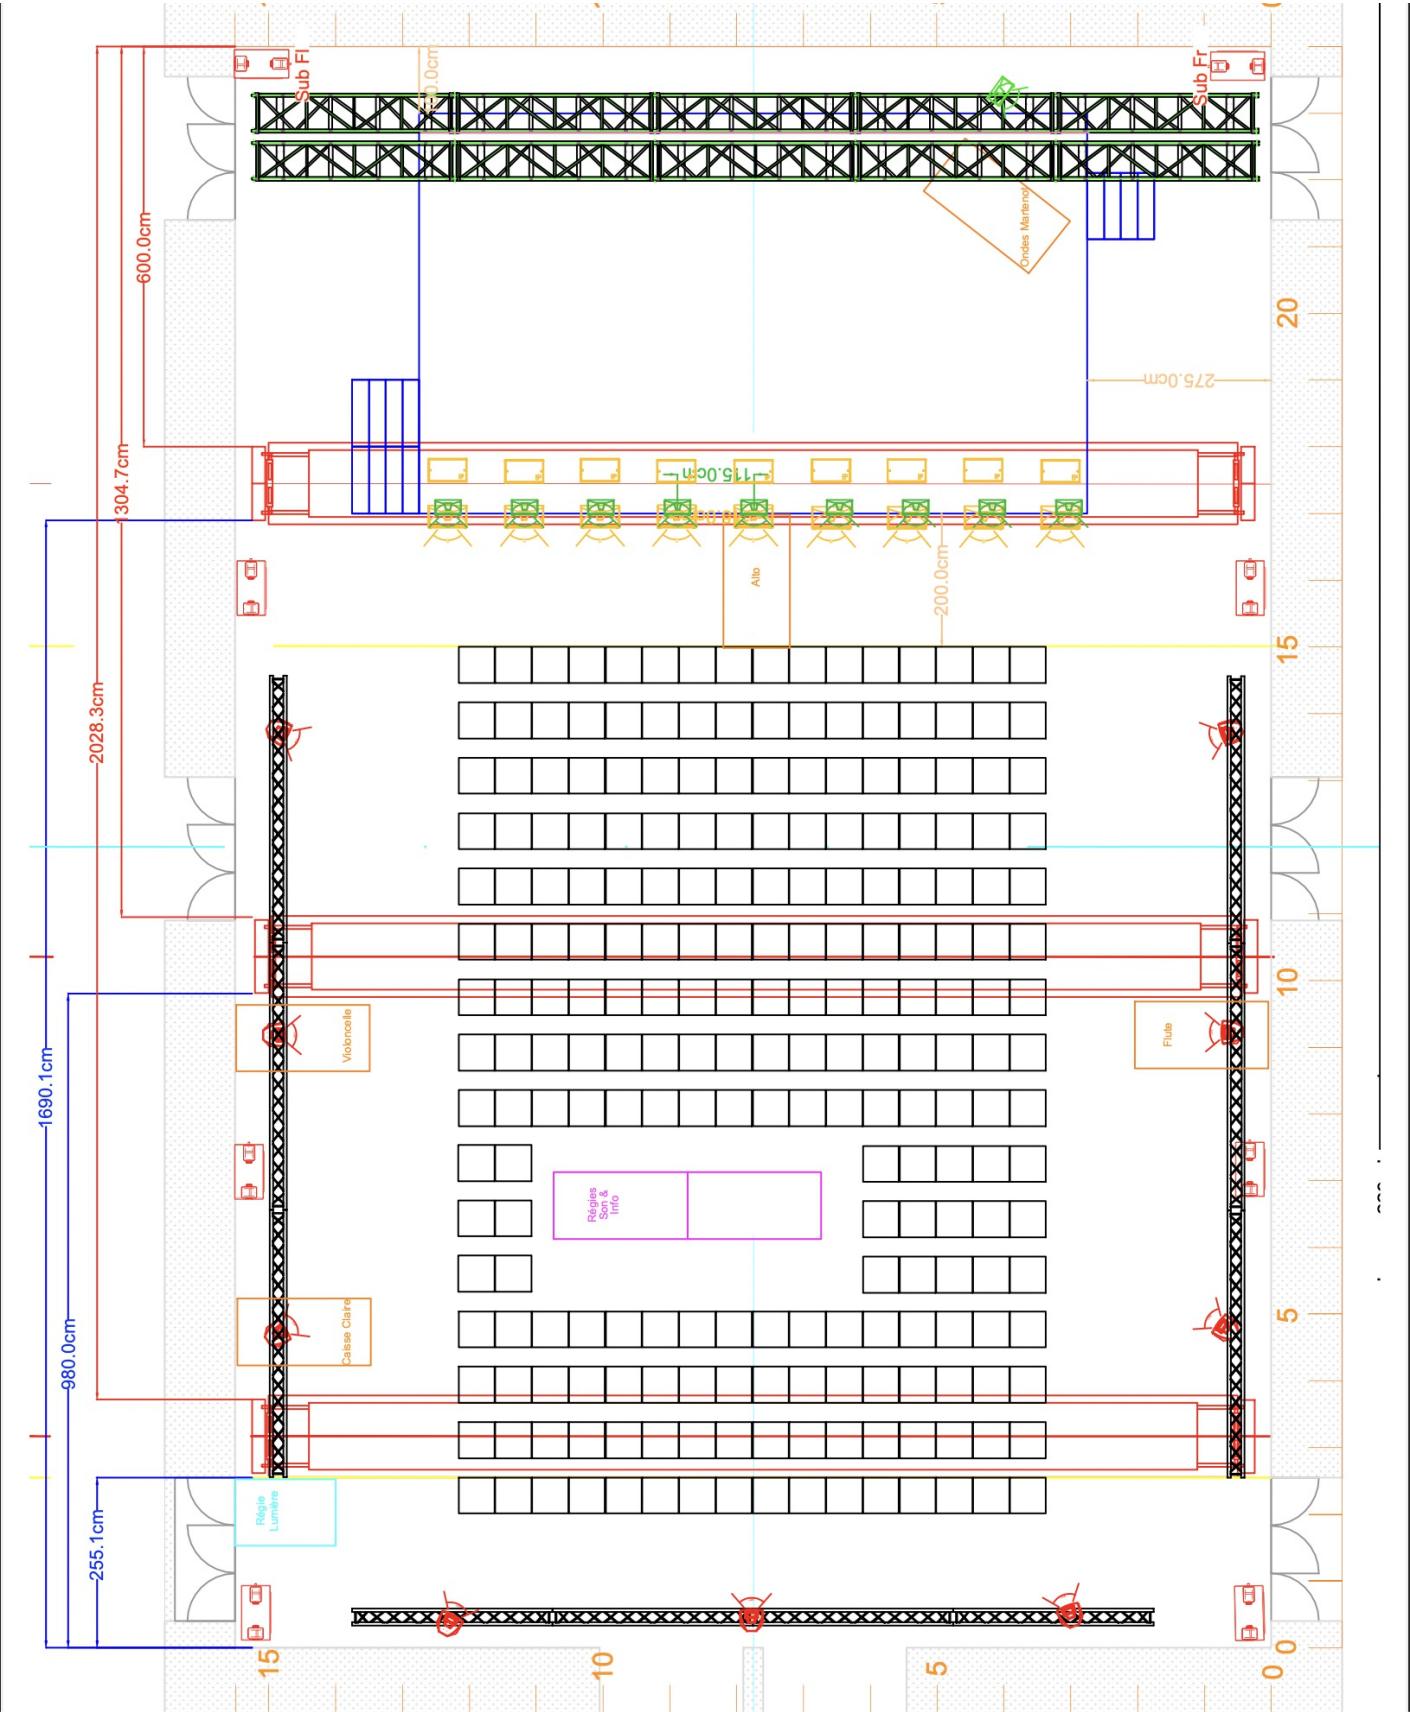 Sub Fl
Sub Fr
600.0cm
Ondes Martenot
20
275.0cm
1304.7cm
115.0cm
Alto
200.0cm
15
2028.3cm
10
Violoncelle
Flute
1690.1cm
Régies
Son &
Info
5
Caisse Claire
980.0cm
Régie
Lumière
255.1cm
15
10
5
0
0